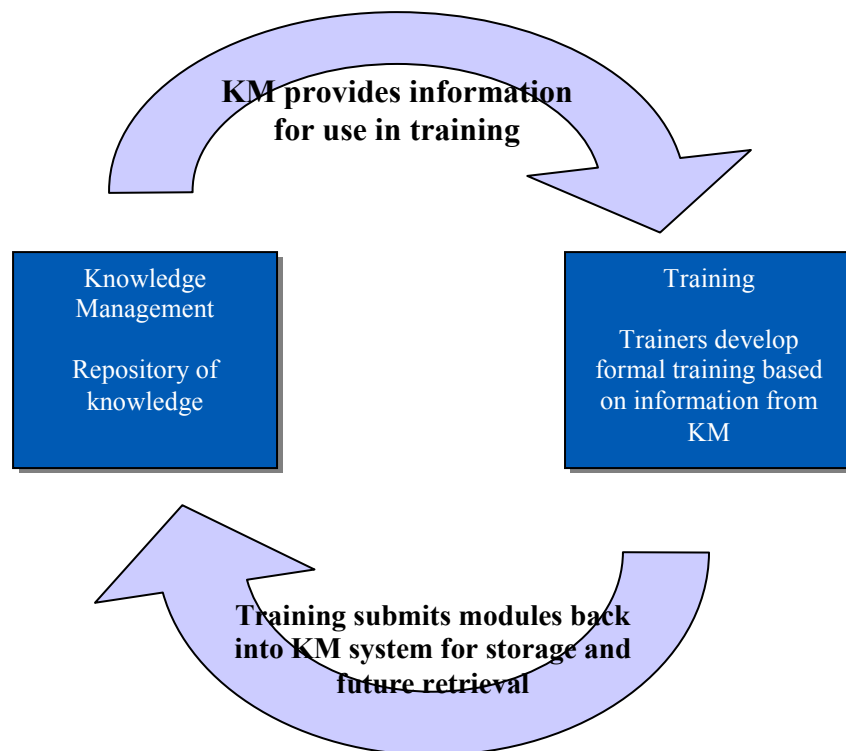 KM provides information
for use in training
Knowledge
Management
Repository of
knowledge
Training
Trainers develop
formal training based
on information from
KM
Training submits modules back
into KM system for storage and
future retrieval